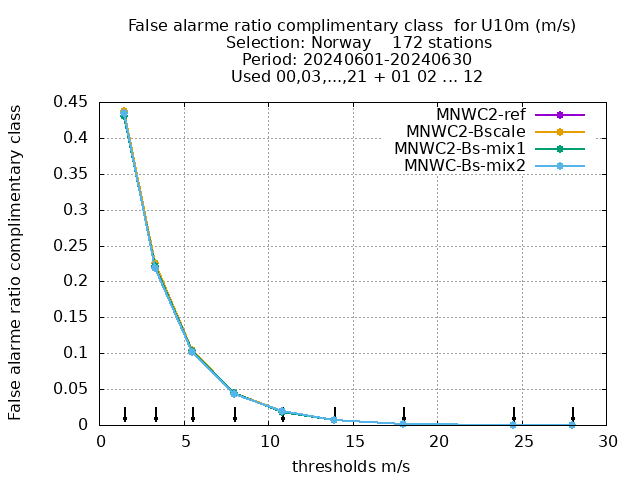 False alarme ratio complimentary class  for U10m (m/s)
Selection: Norway    172 stations
Period: 20240601-20240630
Used 00,03,...,21 + 01 02 ... 12
False alarme ratio complimentary class
0.45
0.4
0.35
0.3
0.25
0.2
0.15
0.1
0.05
0
MNWC2-ref
MNWC2-Bscale
MNWC2-Bs-mix1
MNWC-Bs-mix2
0 5 10 15 20 25 30
thresholds m/s